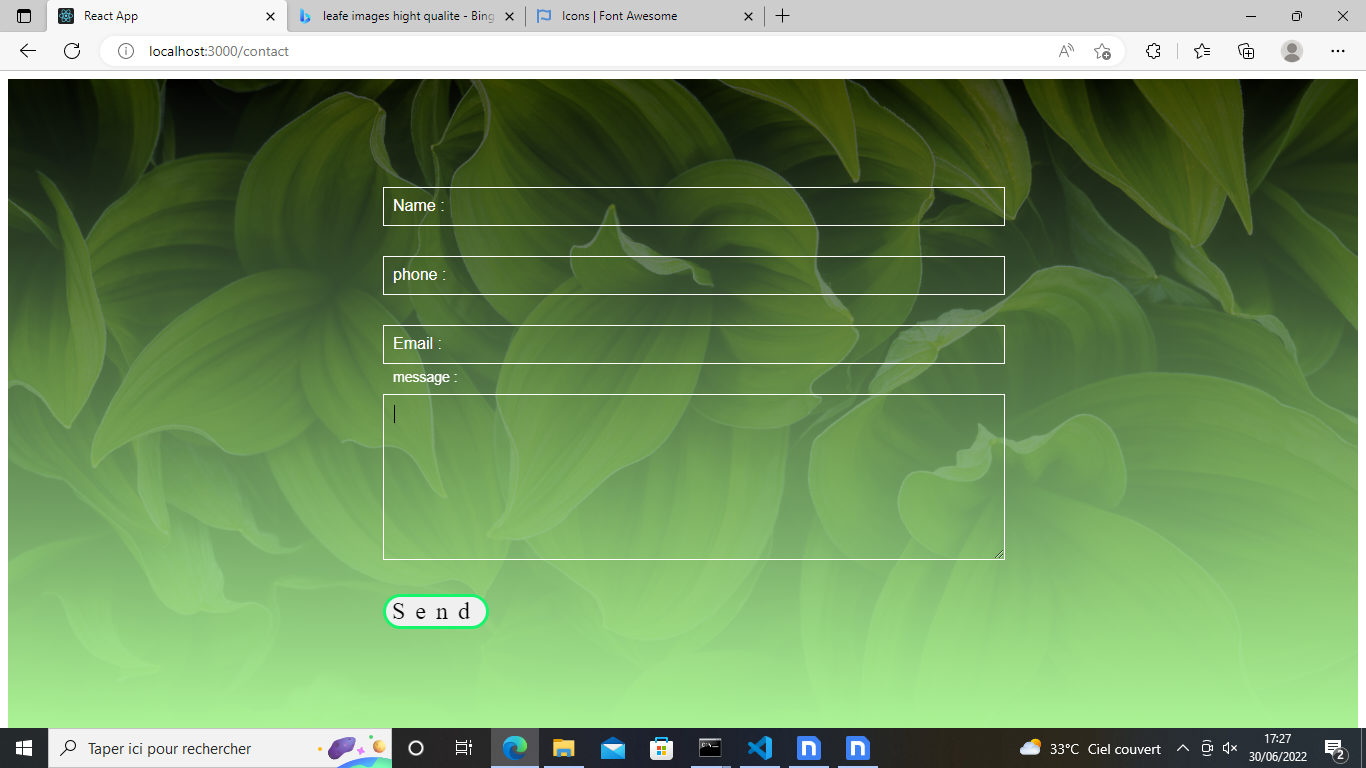 React App
leafe images hight qualite - Bing
Icons | Font Awesome
localhost:3000/contact
Name :
phone :
Email :
message :
Send
Taper ici pour rechercher
33°C Ciel couvert
17:27
30/06/2022
2